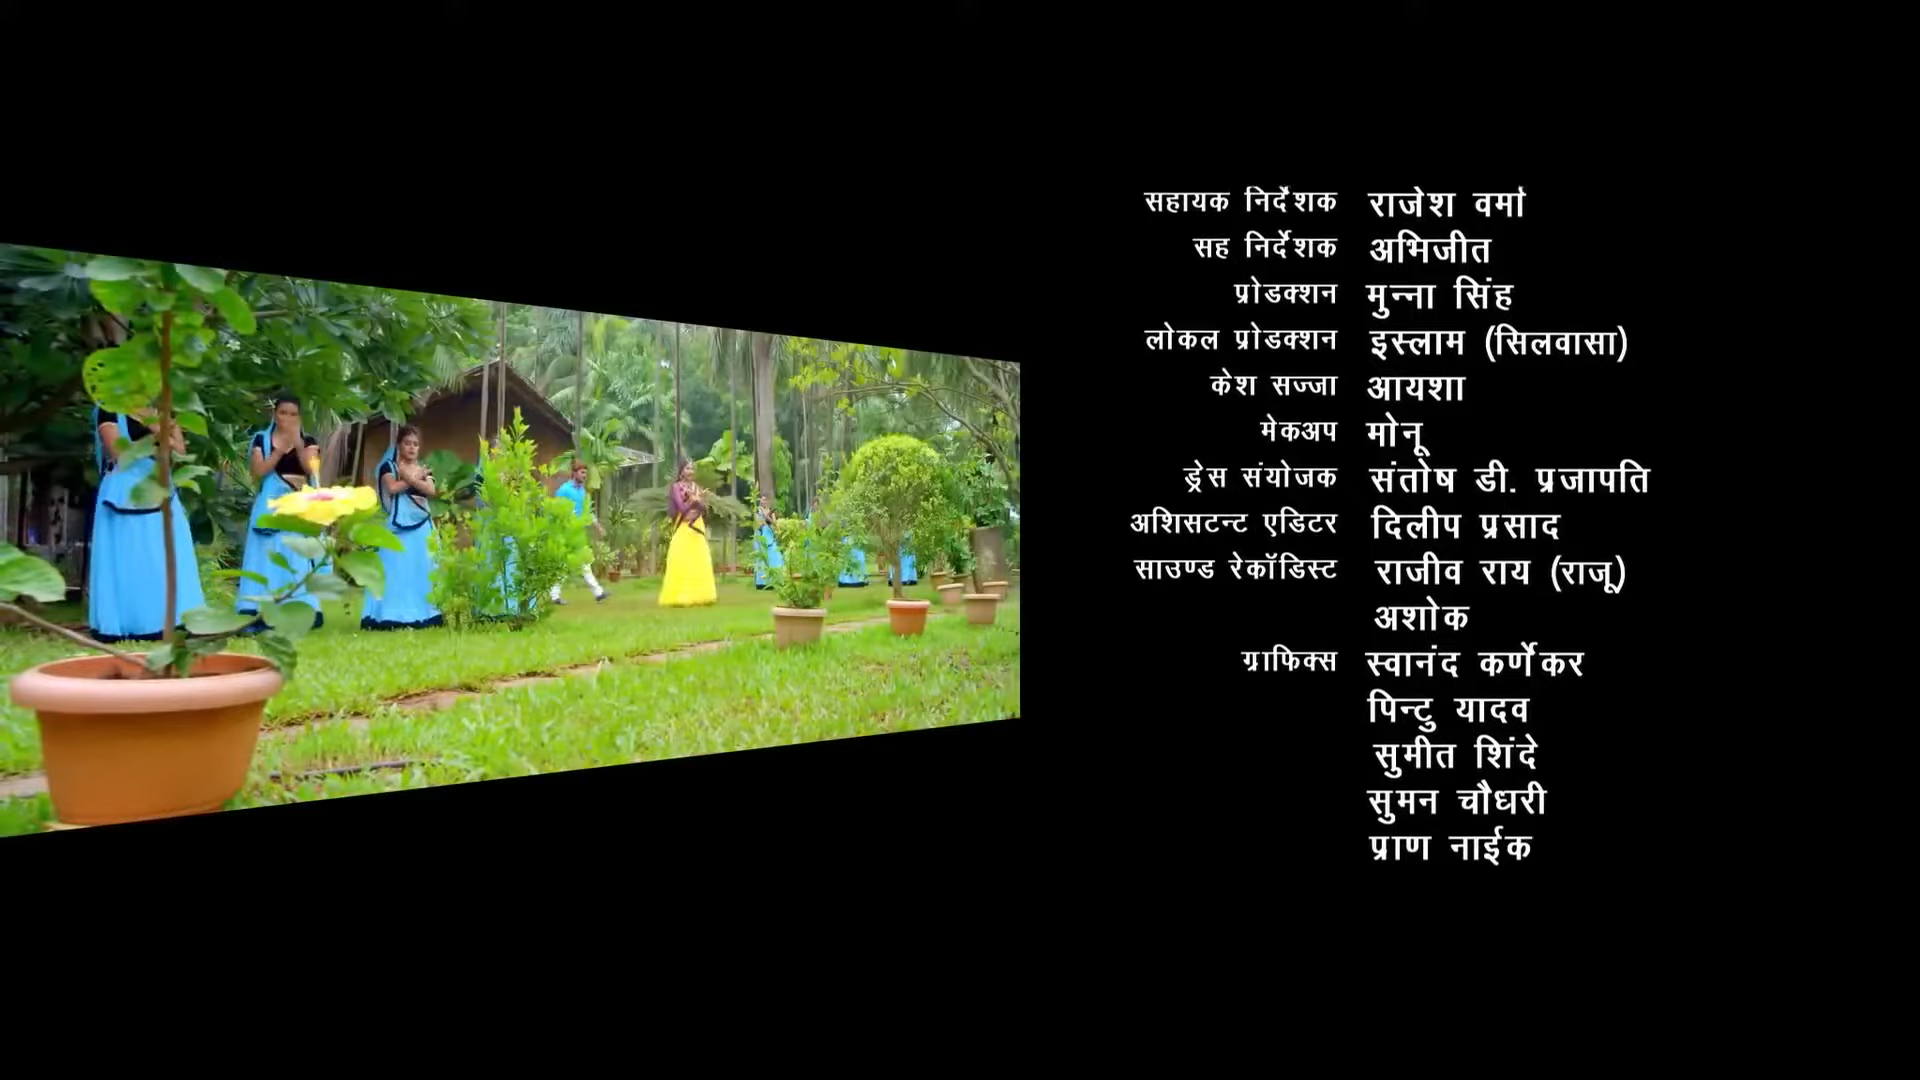 सहायक निर्देशक राजेश वर्मा
सह निर्देशक अभिजीत
प्रोडक्शन मुन्ना सिंह
लोकल प्रोडक्शन इस्लाम (सिलवासा)
केश सज्जा आयशा
मेकअप मोनू
ड्रेस संयोजक संतोष डी. प्रजापति
अशिसटन्ट एडिटर दिलीप प्रसाद
साउण्ड रेकॉडिस्ट राजीव राय (राजू)
अशोक
ग्राफिक्स स्वानंद कर्णेकर
पिन्टु यादव
सुमीत शिंदे
सुमन चौधरी
प्राण नाईक